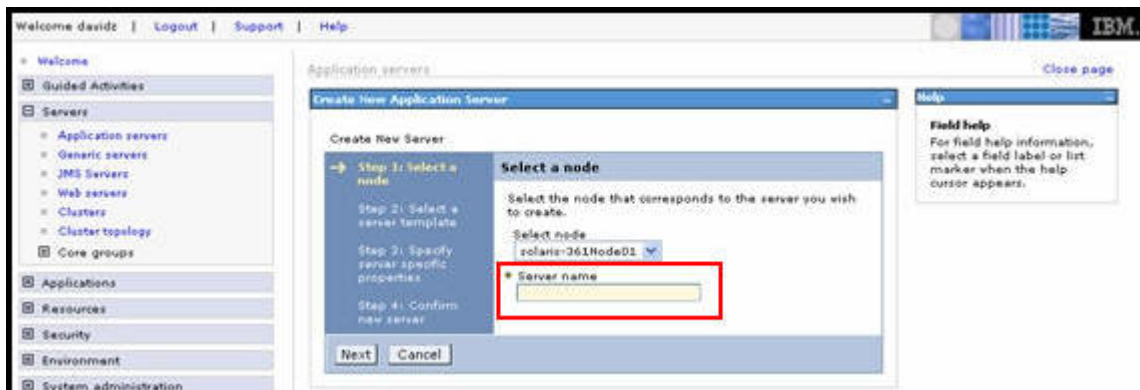 Welcome davidz | Logout | Support | Help
IBM.
Welcome
Guided Activities
Servers
Application servers
Generic servers
JMS Servers
Web servers
Clusters
Cluster topology
Core groups
Applications
Resources
Security
Environment
System administration
Application servers
Close page
Create New Application Server
Create New Server
Step 1: Select a
node
Step 2: Select a
server template
Step 3: Specify
server specific
properties
Step 4: Confirm
new server
Select a node
Select the node that corresponds to the server you wish
to create.
Select node
solaris-361Node01
* Server name
Next Cancel
Help
Field help
For field help information,
select a field label or list
marker when the help
cursor appears.